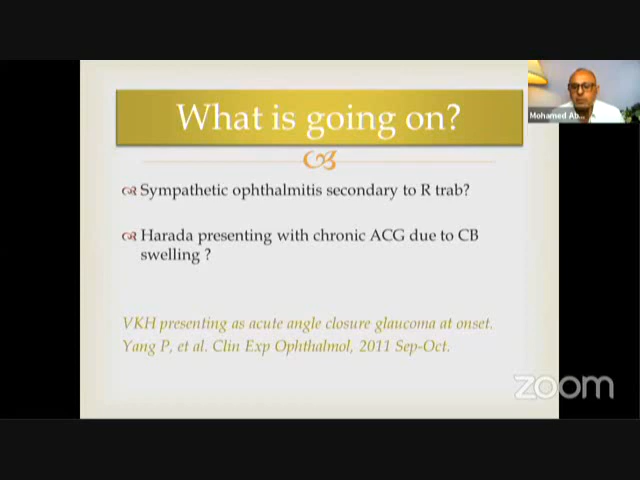 What is going on?
Sympathetic ophthalmitis secondary to R trab?
Harada presenting with chronic ACG due to CB
swelling ?
VKH presenting as acute angle closure glaucoma at onset.
Yang P, et al. Clin Exp Ophthalmol, 2011 Sep-Oct.
Mohamed Ab...
zoom